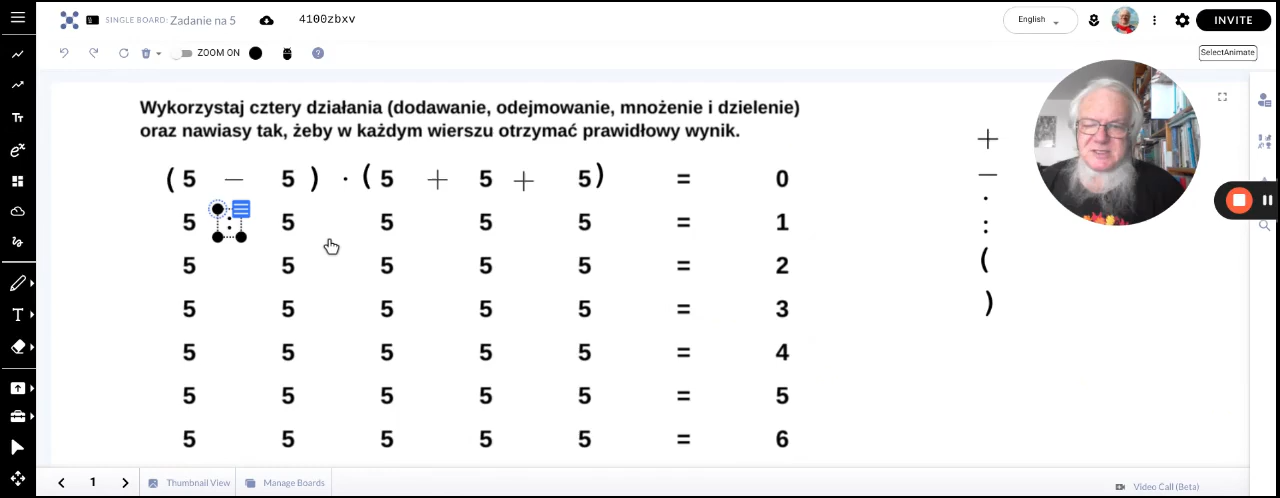 SINGLE BOARD: Zadanie na 5
4100zbxv
English
INVITE
ZOOM ON
SelectAnimate
Wykorzystaj cztery działania (dodawanie, odejmowanie, mnożenie i dzielenie)
oraz nawiasy tak, żeby w każdym wierszu otrzymać prawidłowy wynik.
( 5 − 5 ) · ( 5 + 5 + 5 ) = 0
5 : 5 5 5 5 = 1
5 5 5 5 5 = 2
5 5 5 5 5 = 3
5 5 5 5 5 = 4
5 5 5 5 5 = 5
5 5 5 5 5 = 6
+
−
·
:
(
)
1
Thumbnail View
Manage Boards
Video Call (Beta)